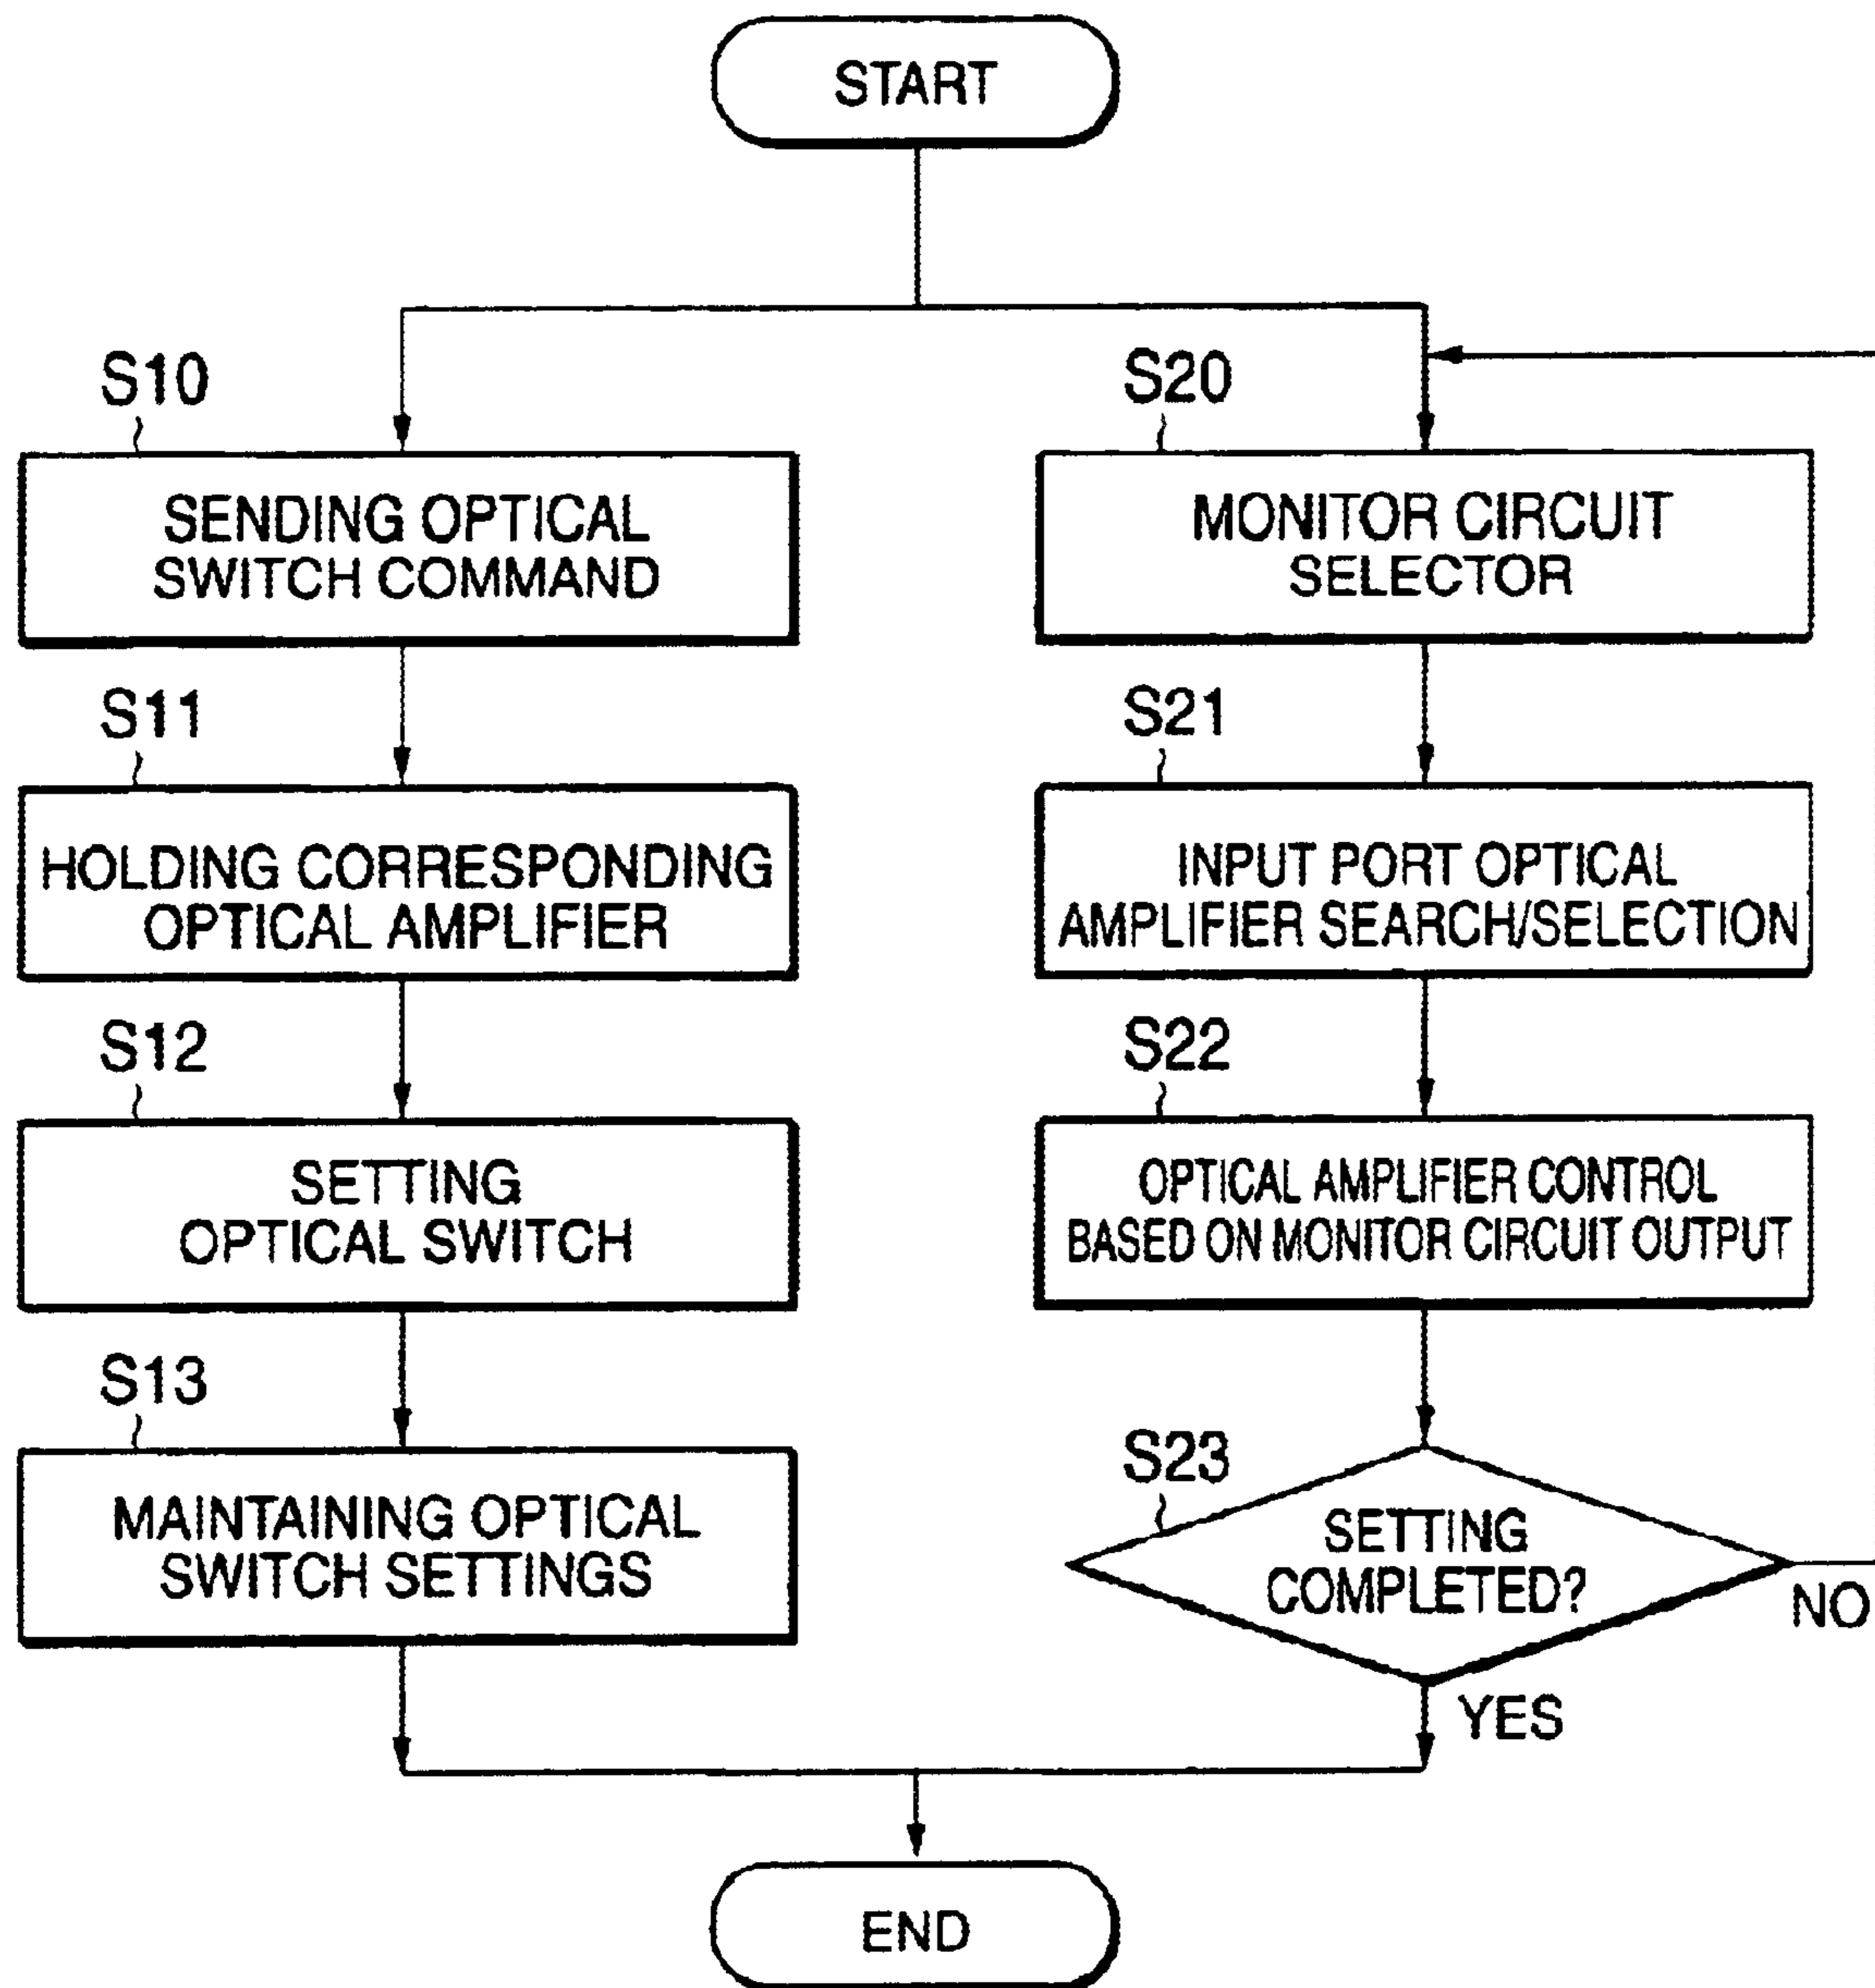 START
S10
SENDING OPTICAL
SWITCH COMMAND
S11
HOLDING CORRESPONDING
OPTICAL AMPLIFIER
S12
SETTING
OPTICAL SWITCH
S13
MAINTAINING OPTICAL
SWITCH SETTINGS
S20
MONITOR CIRCUIT
SELECTOR
S21
INPUT PORT OPTICAL
AMPLIFIER SEARCH/SELECTION
S22
OPTICAL AMPLIFIER CONTROL
BASED ON MONITOR CIRCUIT OUTPUT
S23
SETTING
COMPLETED?
NO
YES
END